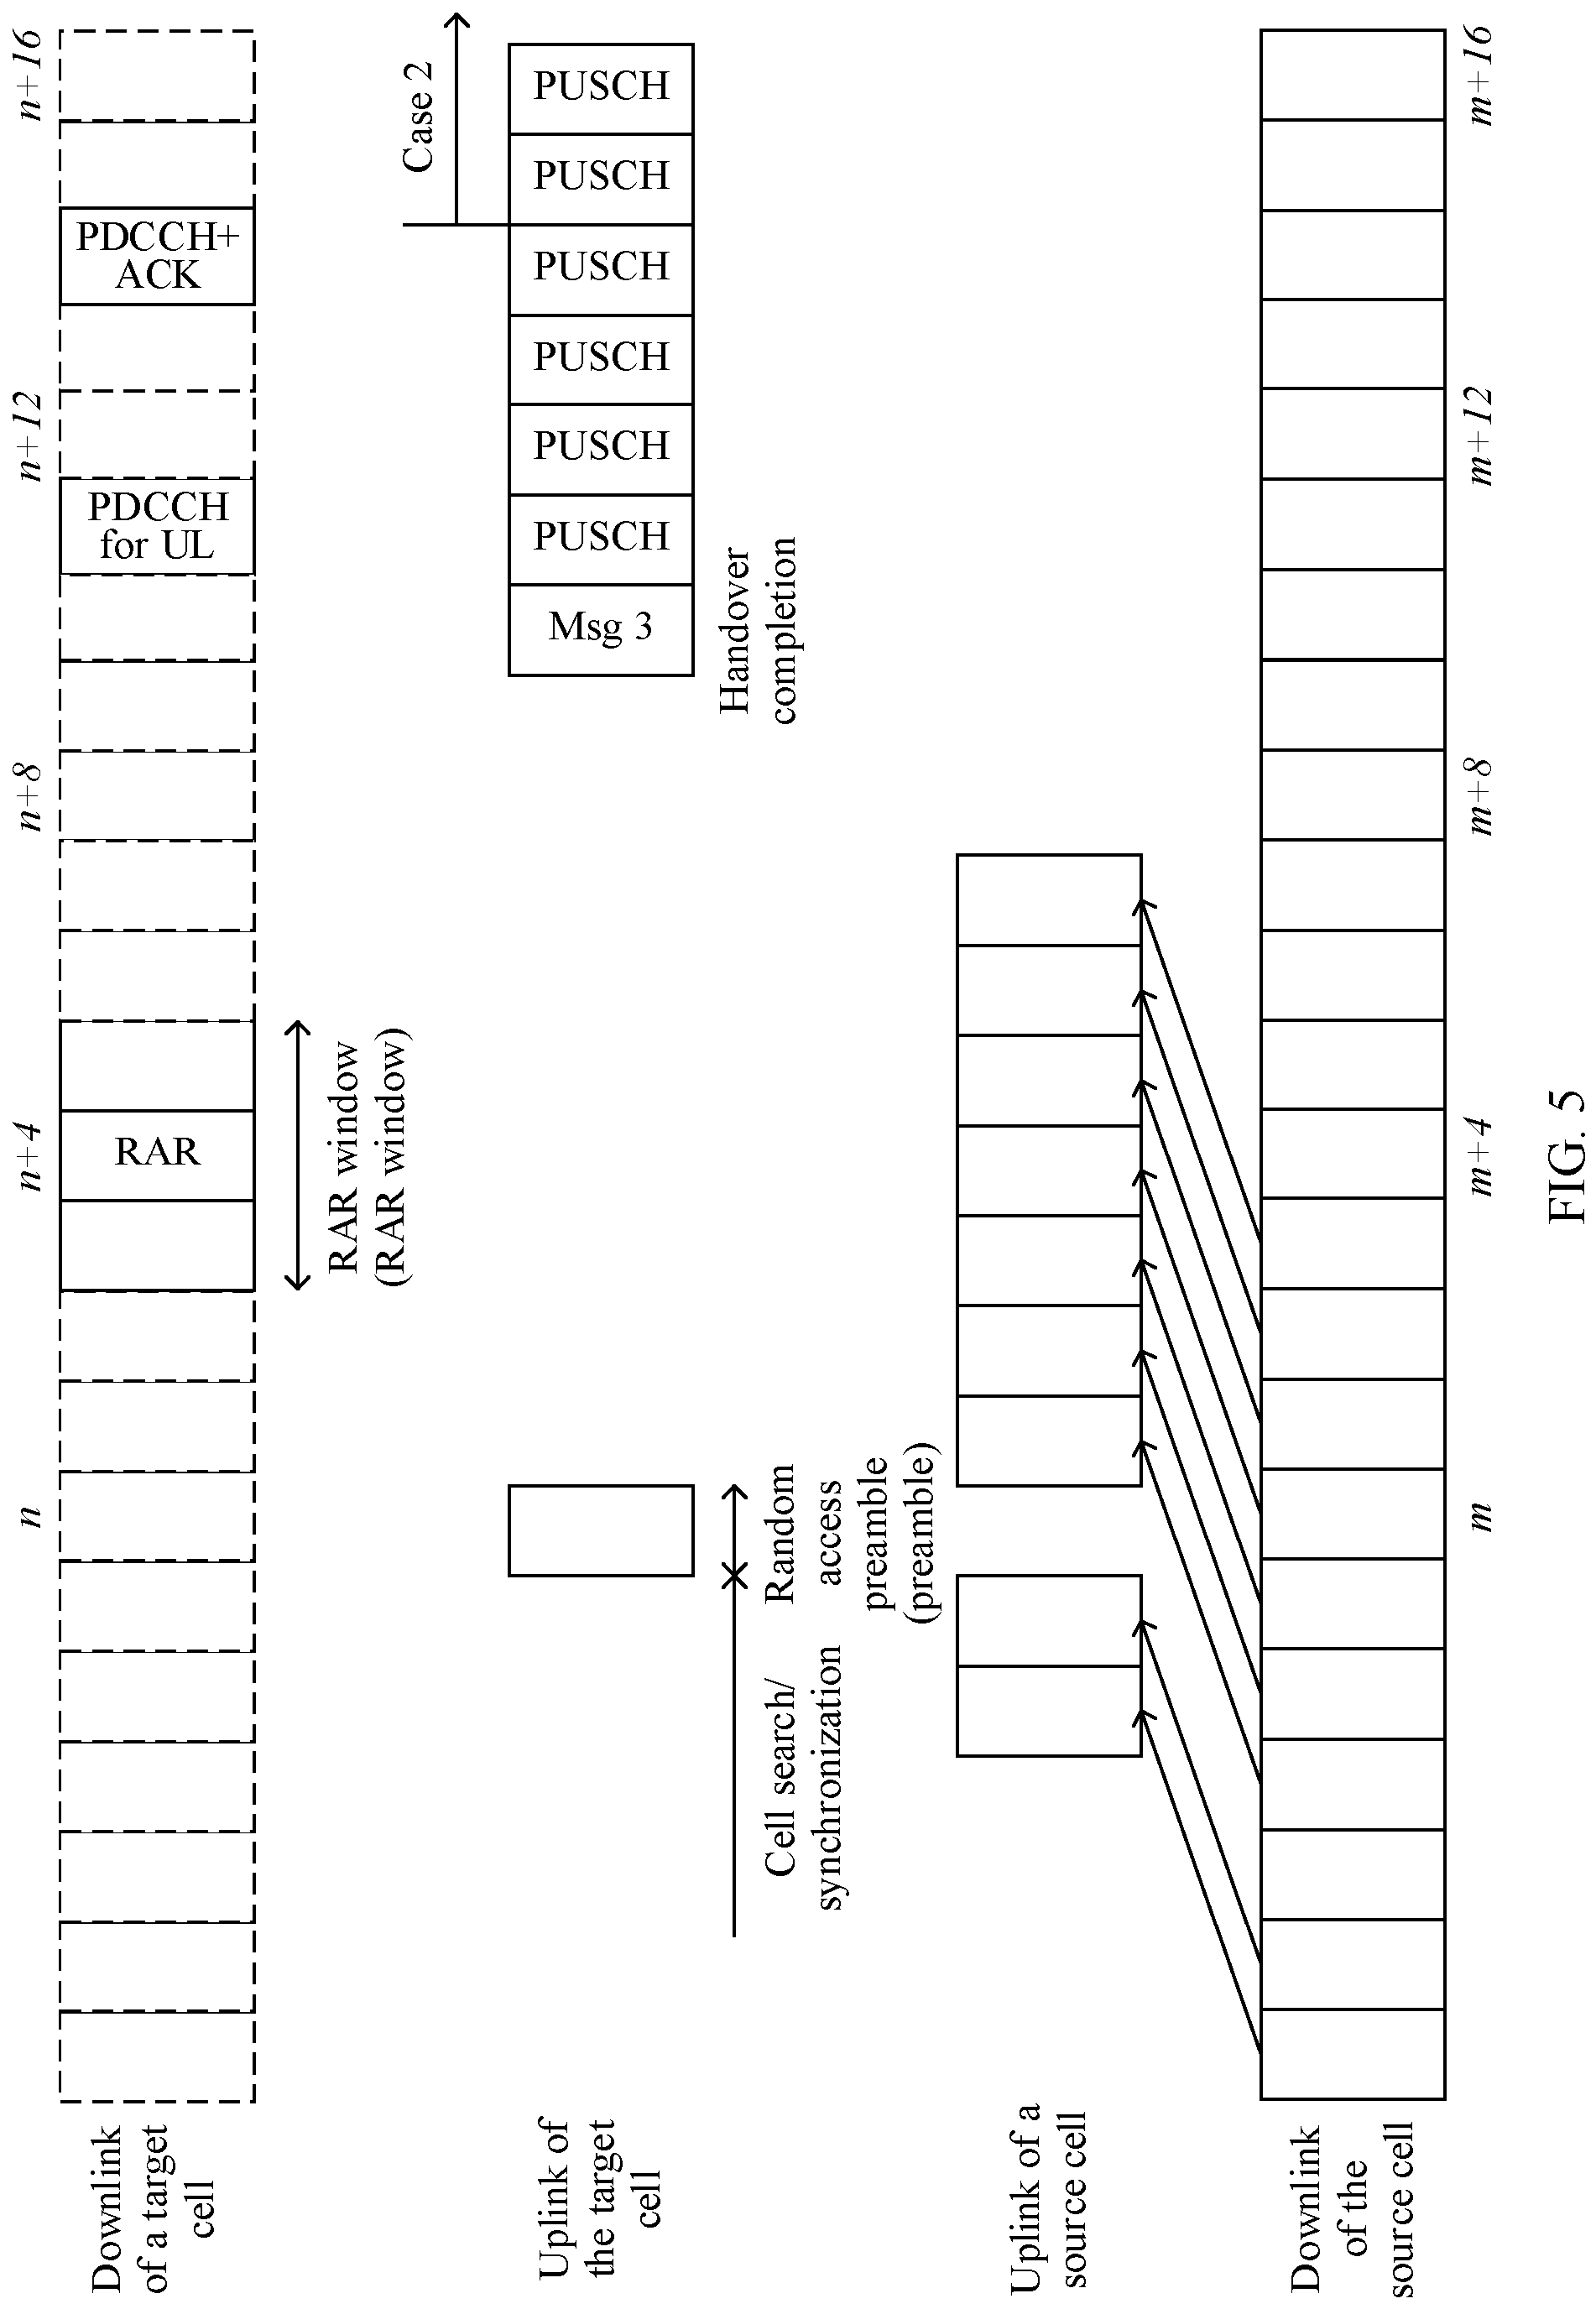 n
n+4
n+8
n+12
n+16
Downlink
of a target
cell
RAR
PDCCH
for UL
PDCCH+
ACK
RAR window
(RAR window)
Case 2
Uplink of
the target
cell
Msg 3
PUSCH
PUSCH
PUSCH
PUSCH
PUSCH
PUSCH
Handover
completion
Cell search/
synchronization
Random
access
preamble
(preamble)
Uplink of a
source cell
Downlink
of the
source cell
m
m+4
m+8
m+12
m+16
FIG. 5